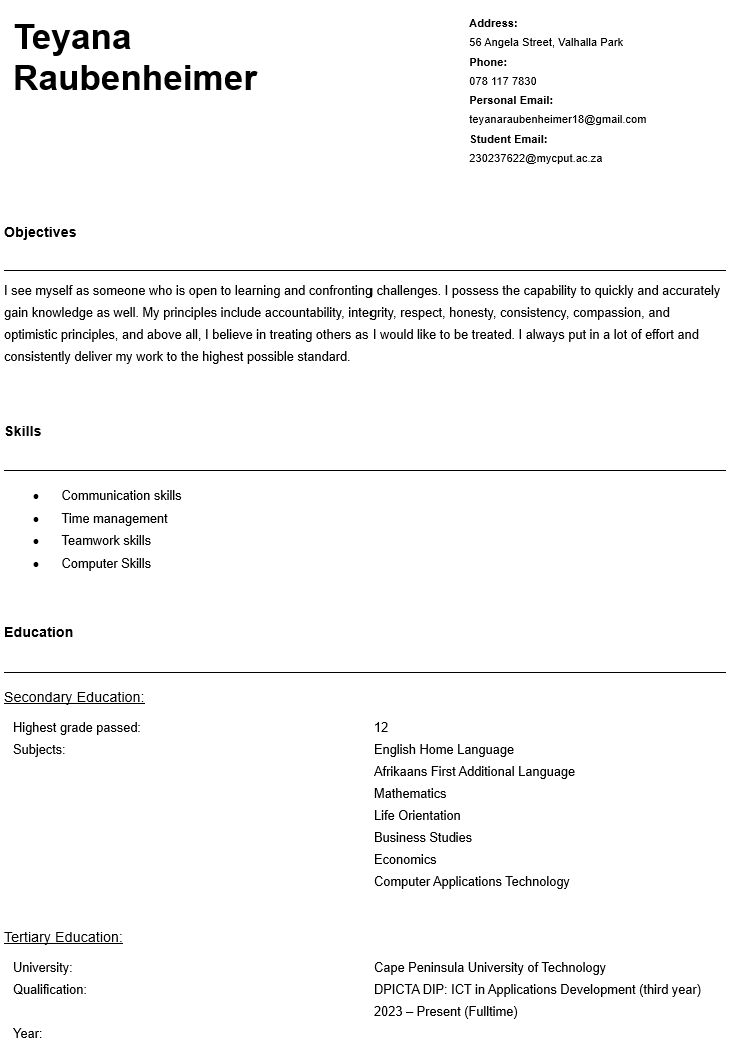 Teyana
Raubenheimer
Address:
56 Angela Street, Valhalla Park
Phone:
078 117 7830
Personal Email:
teyanaraubenheimer18@gmail.com
Student Email:
230237622@mycput.ac.za
Objectives
I see myself as someone who is open to learning and confronting challenges. I possess the capability to quickly and accurately
gain knowledge as well. My principles include accountability, integrity, respect, honesty, consistency, compassion, and
optimistic principles, and above all, I believe in treating others as I would like to be treated. I always put in a lot of effort and
consistently deliver my work to the highest possible standard.
Skills
• Communication skills
• Time management
• Teamwork skills
• Computer Skills
Education
Secondary Education:
Highest grade passed: 12
Subjects: English Home Language
Afrikaans First Additional Language
Mathematics
Life Orientation
Business Studies
Economics
Computer Applications Technology
Tertiary Education:
University: Cape Peninsula University of Technology
Qualification: DPICTA DIP: ICT in Applications Development (third year)
2023 – Present (Fulltime)
Year: